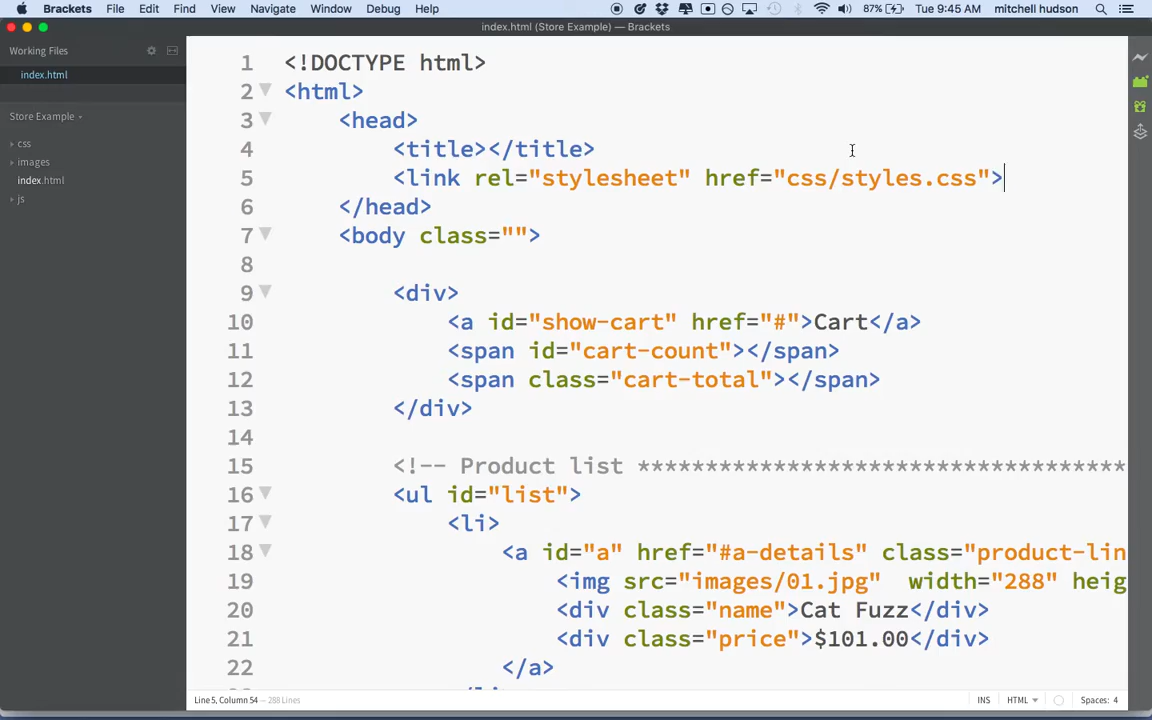 Brackets File Edit Find View Navigate Window Debug Help 87% Tue 9:45 AM mitchell hudson
index.html (Store Example) — Brackets
Working Files
index.html
Store Example
css
images
index.html
js
1 <!DOCTYPE html>
2 <html>
3 <head>
4 <title></title>
5 <link rel="stylesheet" href="css/styles.css">
6 </head>
7 <body class="">
8
9 <div>
10 <a id="show-cart" href="#">Cart</a>
11 <span id="cart-count"></span>
12 <span class="cart-total"></span>
13 </div>
14
15 <!-- Product list ************************************
16 <ul id="list">
17 <li>
18 <a id="a" href="#a-details" class="product-lin
19 <img src="images/01.jpg" width="288" heig
20 <div class="name">Cat Fuzz</div>
21 <div class="price">$101.00</div>
22 </a>
Line 5, Column 54 — 288 Lines INS HTML Spaces: 4